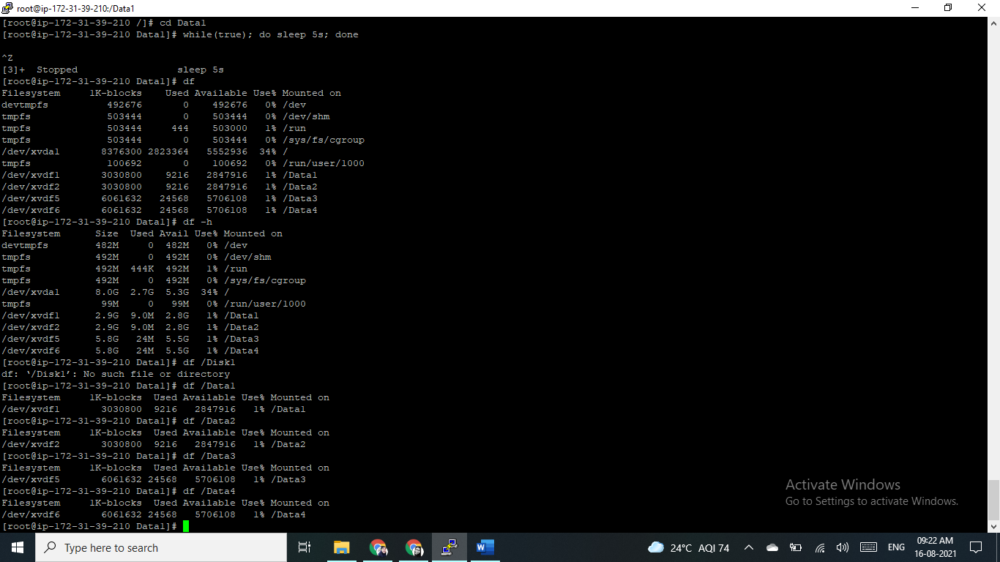 root@ip-172-31-39-210:/Data1
[root@ip-172-31-39-210 /]# cd Data1
[root@ip-172-31-39-210 Data1]# while(true); do sleep 5s; done
^Z
[3]+  Stopped                 sleep 5s
[root@ip-172-31-39-210 Data1]# df
Filesystem     1K-blocks    Used Available Use% Mounted on
devtmpfs          492676       0    492676   0% /dev
tmpfs             503444       0    503444   0% /dev/shm
tmpfs             503444     444    503000   1% /run
tmpfs             503444       0    503444   0% /sys/fs/cgroup
/dev/xvda1       8376300 2823364   5552936  34% /
tmpfs             100692       0    100692   0% /run/user/1000
/dev/xvdf1       3030800    9216   2847916   1% /Data1
/dev/xvdf2       3030800    9216   2847916   1% /Data2
/dev/xvdf5       6061632   24568   5706108   1% /Data3
/dev/xvdf6       6061632   24568   5706108   1% /Data4
[root@ip-172-31-39-210 Data1]# df -h
Filesystem      Size  Used Avail Use% Mounted on
devtmpfs        482M     0  482M   0% /dev
tmpfs           492M     0  492M   0% /dev/shm
tmpfs           492M  444K  492M   1% /run
tmpfs           492M     0  492M   0% /sys/fs/cgroup
/dev/xvda1      8.0G  2.7G  5.3G  34% /
tmpfs            99M     0   99M   0% /run/user/1000
/dev/xvdf1      2.9G  9.0M  2.8G   1% /Data1
/dev/xvdf2      2.9G  9.0M  2.8G   1% /Data2
/dev/xvdf5      5.8G   24M  5.5G   1% /Data3
/dev/xvdf6      5.8G   24M  5.5G   1% /Data4
[root@ip-172-31-39-210 Data1]# df /Disk1
df: ‘/Disk1’: No such file or directory
[root@ip-172-31-39-210 Data1]# df /Data1
Filesystem     1K-blocks  Used Available Use% Mounted on
/dev/xvdf1       3030800  9216   2847916   1% /Data1
[root@ip-172-31-39-210 Data1]# df /Data2
Filesystem     1K-blocks  Used Available Use% Mounted on
/dev/xvdf2       3030800  9216   2847916   1% /Data2
[root@ip-172-31-39-210 Data1]# df /Data3
Filesystem     1K-blocks  Used Available Use% Mounted on
/dev/xvdf5       6061632 24568   5706108   1% /Data3
[root@ip-172-31-39-210 Data1]# df /Data4
Filesystem     1K-blocks  Used Available Use% Mounted on
/dev/xvdf6       6061632 24568   5706108   1% /Data4
[root@ip-172-31-39-210 Data1]#
Activate Windows
Go to Settings to activate Windows.
Type here to search
24°C AQI 74
ENG
09:22 AM
16-08-2021